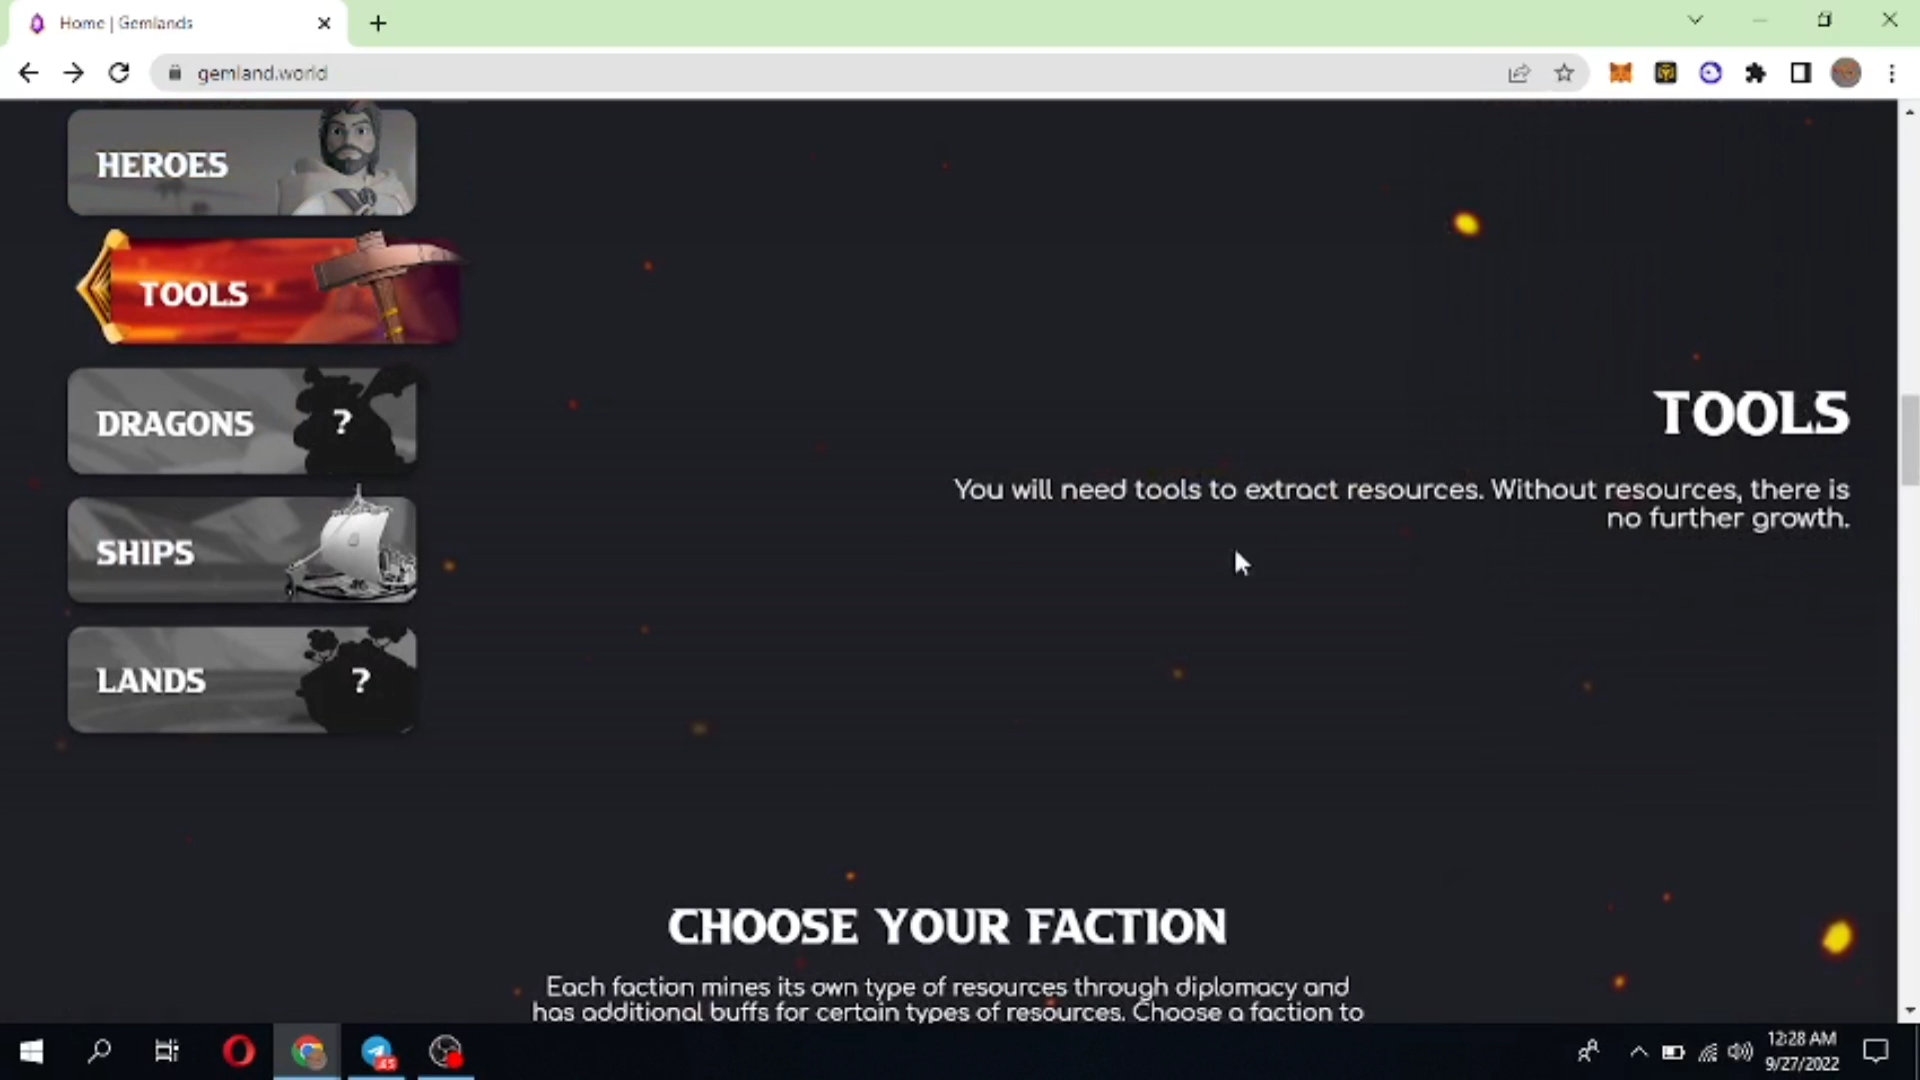 Home | Gemlands
gemland.world
HEROES
TOOLS
DRAGONS ?
SHIPS
LANDS ?
TOOLS
You will need tools to extract resources. Without resources, there is
no further growth.
CHOOSE YOUR FACTION
Each faction mines its own type of resources through diplomacy and
has additional buffs for certain types of resources. Choose a faction to
12:28 AM
9/27/2022